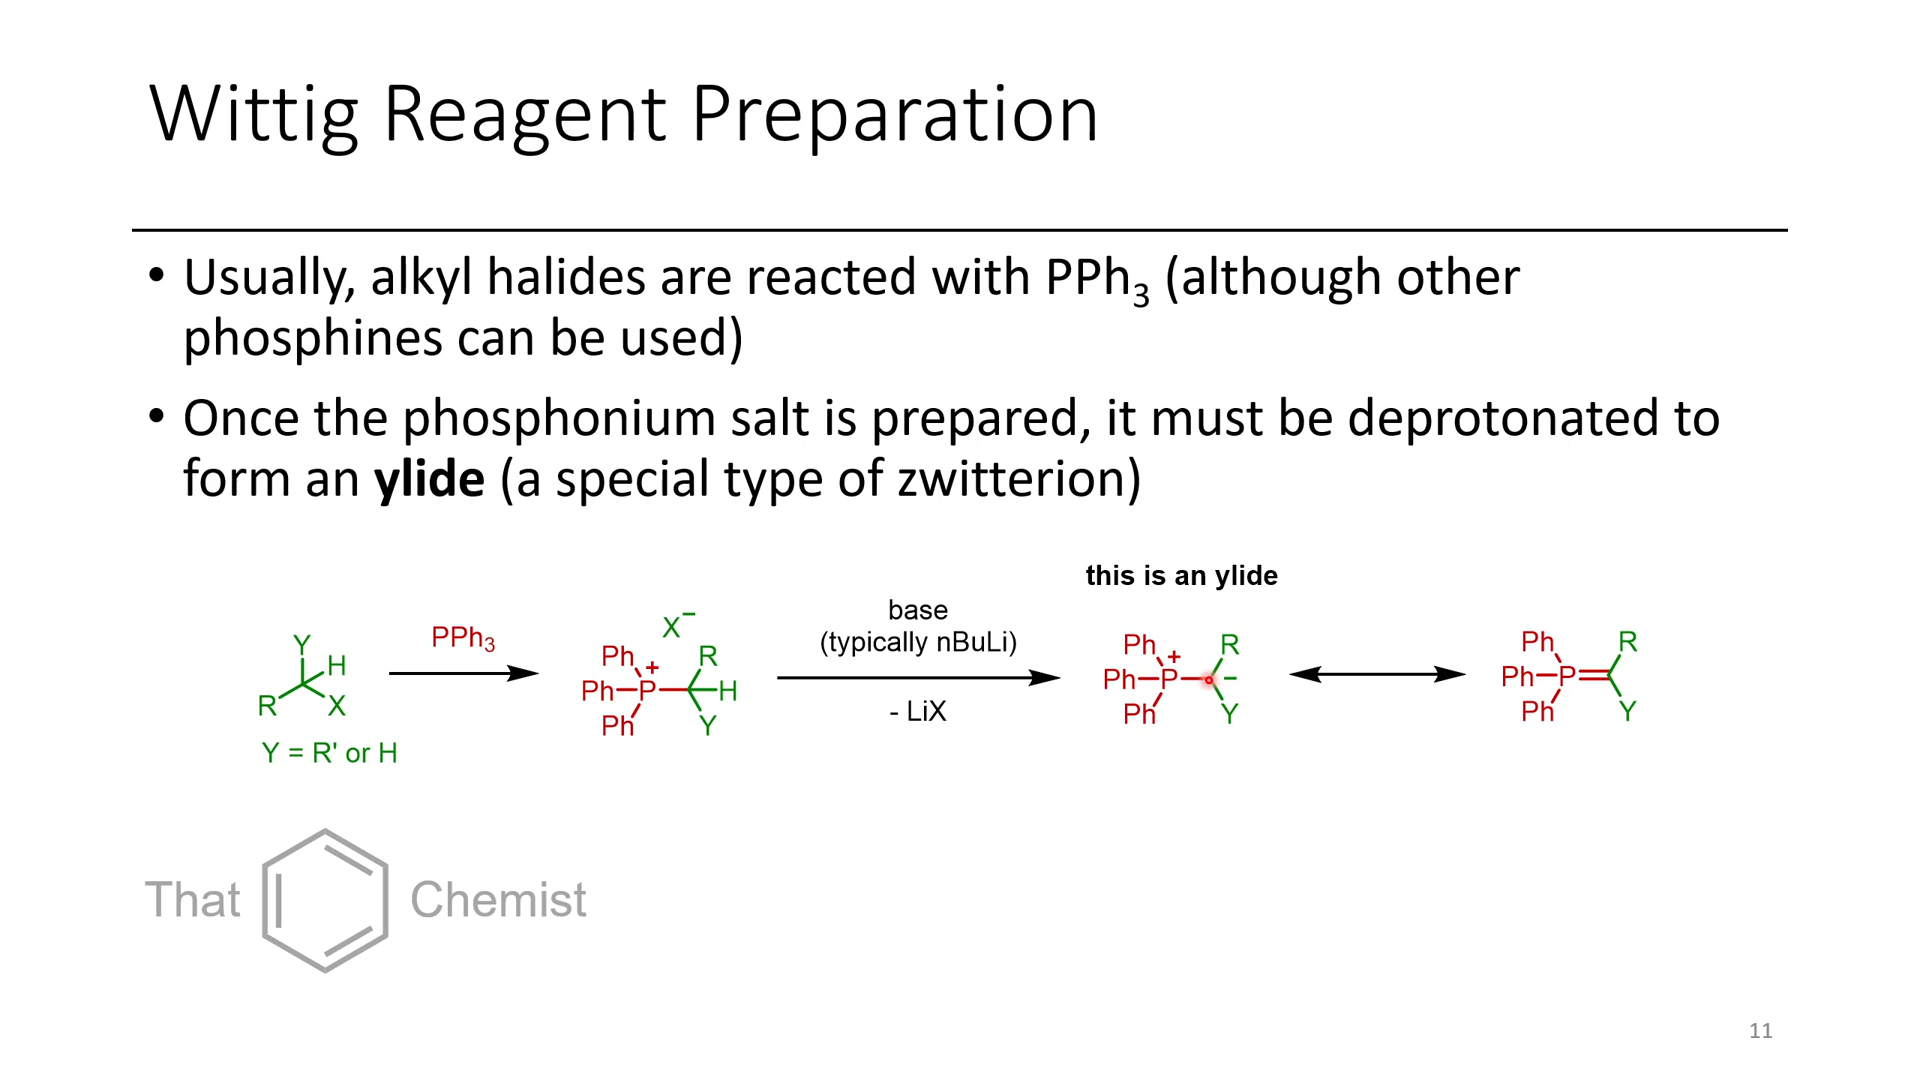 Wittig Reagent Preparation
• Usually, alkyl halides are reacted with PPh₃ (although other
phosphines can be used)
• Once the phosphonium salt is prepared, it must be deprotonated to
form an ylide (a special type of zwitterion)
Y
H
R
X
Y = R' or H
PPh₃
X⁻
Ph + R
Ph P H
Ph Y
base
(typically nBuLi)
- LiX
this is an ylide
Ph + R
Ph P −
Ph Y
Ph R
Ph P
Ph Y
That Chemist
11